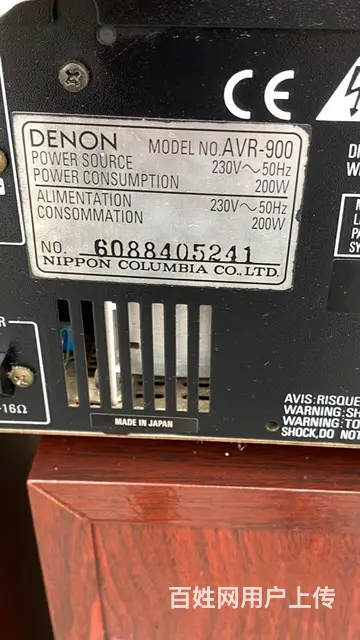 CE
DENON MODEL NO. AVR-900
POWER SOURCE 230V～50Hz
POWER CONSUMPTION 200W
ALIMENTATION 230V～50Hz
CONSOMMATION 200W
NO. 6088405241
NIPPON COLUMBIA CO., LTD.
-16Ω
MADE IN JAPAN
AVIS: RISQUE
WARNING: SH
WARNING: TO
SHOCK, DO NOT
百姓网用户上传